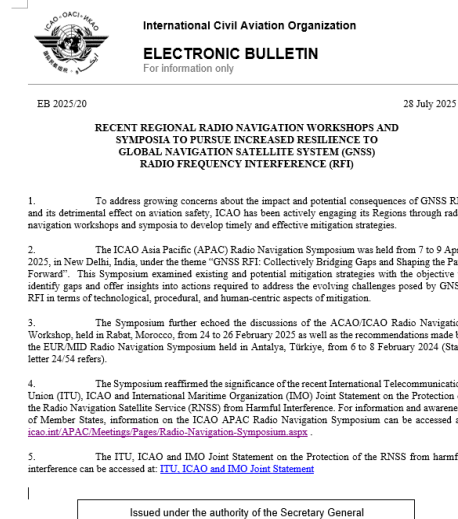 ICAO · OACI · ИКАО
International Civil Aviation Organization
ELECTRONIC BULLETIN
For information only
EB 2025/20 28 July 2025
RECENT REGIONAL RADIO NAVIGATION WORKSHOPS AND
SYMPOSIA TO PURSUE INCREASED RESILIENCE TO
GLOBAL NAVIGATION SATELLITE SYSTEM (GNSS)
RADIO FREQUENCY INTERFERENCE (RFI)
1. To address growing concerns about the impact and potential consequences of GNSS RF
and its detrimental effect on aviation safety, ICAO has been actively engaging its Regions through rad
navigation workshops and symposia to develop timely and effective mitigation strategies.
2. The ICAO Asia Pacific (APAC) Radio Navigation Symposium was held from 7 to 9 Apr
2025, in New Delhi, India, under the theme “GNSS RFI: Collectively Bridging Gaps and Shaping the Pa
Forward”. This Symposium examined existing and potential mitigation strategies with the objective
identify gaps and offer insights into actions required to address the evolving challenges posed by GNS
RFI in terms of technological, procedural, and human-centric aspects of mitigation.
3. The Symposium further echoed the discussions of the ACAO/ICAO Radio Navigatio
Workshop, held in Rabat, Morocco, from 24 to 26 February 2025 as well as the recommendations made b
the EUR/MID Radio Navigation Symposium held in Antalya, Türkiye, from 6 to 8 February 2024 (Sta
letter 24/54 refers).
4. The Symposium reaffirmed the significance of the recent International Telecommunicatio
Union (ITU), ICAO and International Maritime Organization (IMO) Joint Statement on the Protection o
the Radio Navigation Satellite Service (RNSS) from Harmful Interference. For information and awarene
of Member States, information on the ICAO APAC Radio Navigation Symposium can be accessed a
icao.int/APAC/Meetings/Pages/Radio-Navigation-Symposium.aspx .
5. The ITU, ICAO and IMO Joint Statement on the Protection of the RNSS from harmf
interference can be accessed at: ITU, ICAO and IMO Joint Statement
Issued under the authority of the Secretary General